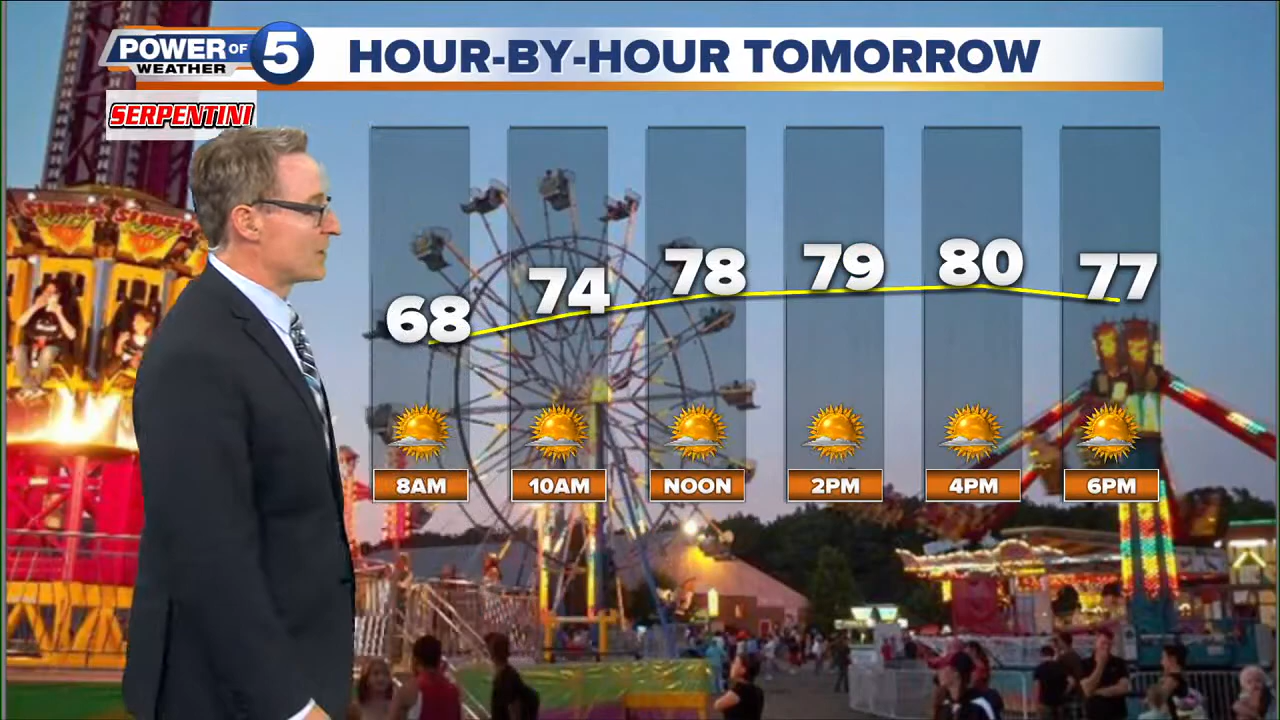 POWER OF 5
WEATHER
HOUR-BY-HOUR TOMORROW
SERPENTINI
68
74
78
79
80
77
8AM
10AM
NOON
2PM
4PM
6PM